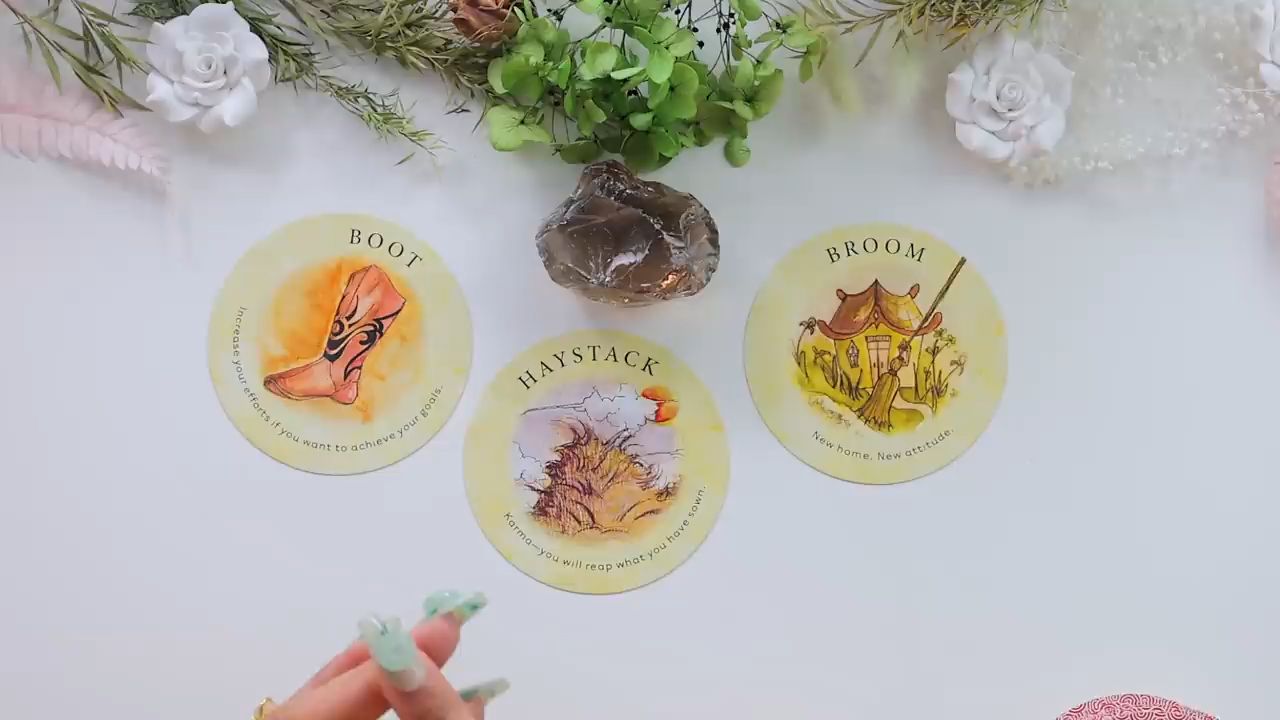 BOOT
Increase your efforts if you want to achieve your goals.
HAYSTACK
Karma—you will reap what you have sown.
BROOM
New home. New attitude.